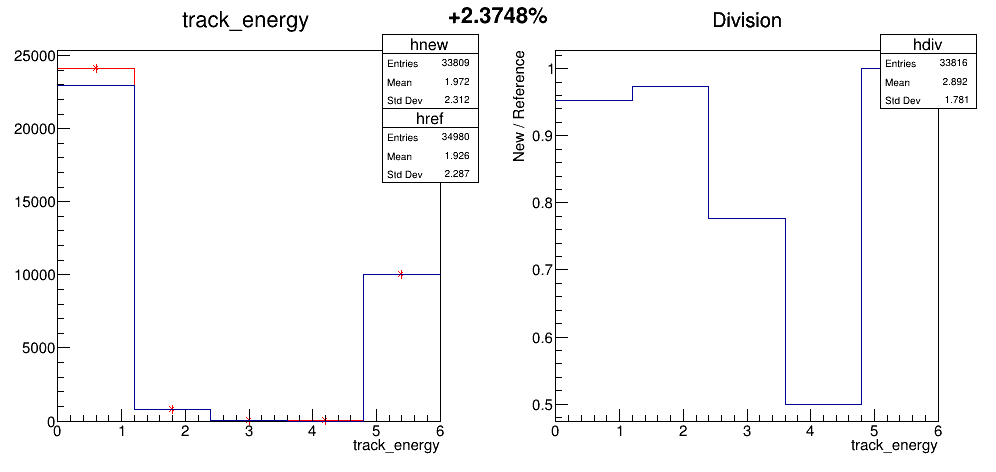 track_energy
+2.3748%
Division
hnew
Entries 33809
Mean 1.972
Std Dev 2.312
href
Entries 34980
Mean 1.926
Std Dev 2.287
25000
20000
15000
10000
5000
0
0 1 2 3 4 5 6
track_energy
hdiv
Entries 33816
Mean 2.892
Std Dev 1.781
New / Reference
1
0.9
0.8
0.7
0.6
0.5
0 1 2 3 4 5 6
track_energy